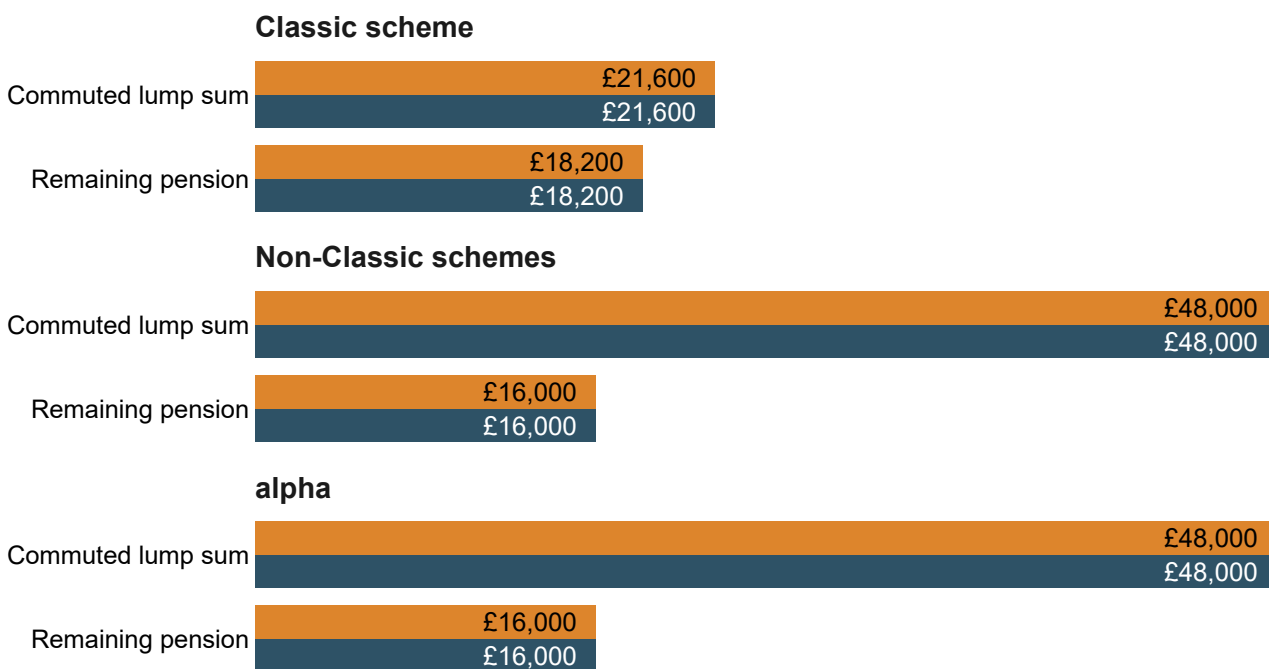 Classic scheme
Commuted lump sum
£21,600
£21,600
Remaining pension
£18,200
£18,200
Non-Classic schemes
Commuted lump sum
£48,000
£48,000
Remaining pension
£16,000
£16,000
alpha
Commuted lump sum
£48,000
£48,000
Remaining pension
£16,000
£16,000